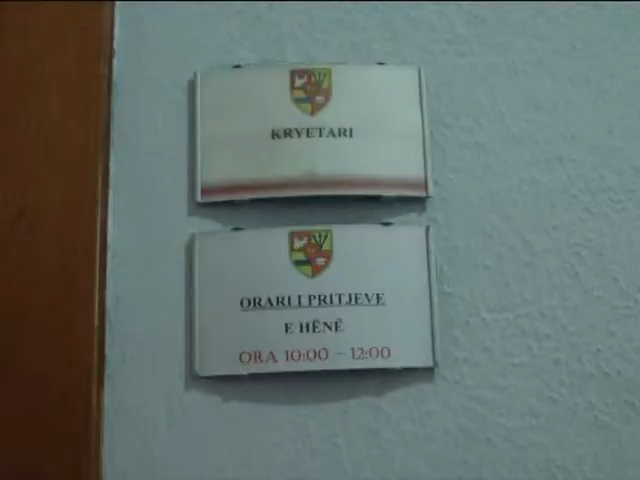 KRYETARI
ORARI I PRITJEVE
E HËNË
ORA 10:00 - 12:00